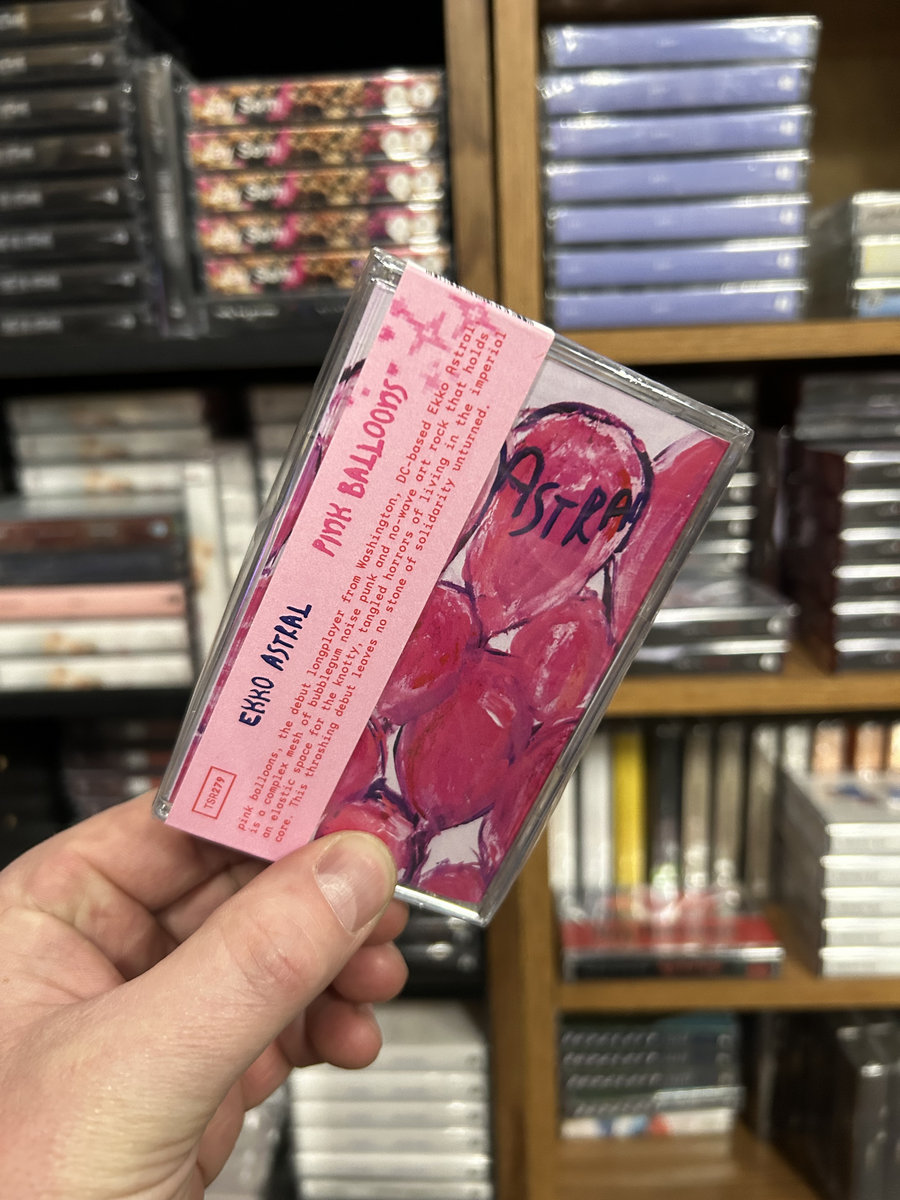 EKKO ASTRAL
PINK BALLOONS
pink balloons, the debut longplayer from Washington, DC-based Ekko Astral
is a complex mesh of bubblegum noise punk and no-wave art rock that holds
an elastic space for the knotty, tangled horrors of living in the imperial
core. This thrashing debut leaves no stone of solidarity unturned.
TSR279
ASTRAL